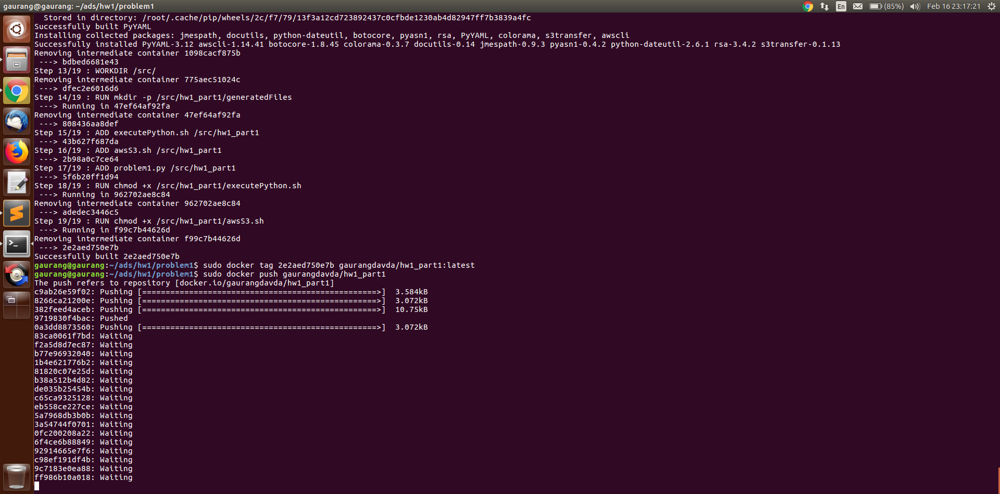 gaurang@gaurang: ~/ads/hw1/problem1 En (85%) Feb 16 23:17:21
  Stored in directory: /root/.cache/pip/wheels/2c/f7/79/13f3a12cd723892437c0cfbde1230ab4d82947ff7b3839a4fc
Successfully built PyYAML
Installing collected packages: jmespath, docutils, python-dateutil, botocore, pyasn1, rsa, PyYAML, colorama, s3transfer, awscli
Successfully installed PyYAML-3.12 awscli-1.14.41 botocore-1.8.45 colorama-0.3.7 docutils-0.14 jmespath-0.9.3 pyasn1-0.4.2 python-dateutil-2.6.1 rsa-3.4.2 s3transfer-0.1.13
Removing intermediate container 1098cacf875b
 ---> bdbed6681e43
Step 13/19 : WORKDIR /src/
Removing intermediate container 775aec51024c
 ---> dfec2e6016d6
Step 14/19 : RUN mkdir -p /src/hw1_part1/generatedFiles
 ---> Running in 47ef64af92fa
Removing intermediate container 47ef64af92fa
 ---> 808436aa8def
Step 15/19 : ADD executePython.sh /src/hw1_part1
 ---> 43b627f687da
Step 16/19 : ADD awsS3.sh /src/hw1_part1
 ---> 2b98a0c7ce64
Step 17/19 : ADD problem1.py /src/hw1_part1
 ---> 5f6b20ff1d94
Step 18/19 : RUN chmod +x /src/hw1_part1/executePython.sh
 ---> Running in 962702ae8c84
Removing intermediate container 962702ae8c84
 ---> adedec3446c5
Step 19/19 : RUN chmod +x /src/hw1_part1/awsS3.sh
 ---> Running in f99c7b44626d
Removing intermediate container f99c7b44626d
 ---> 2e2aed750e7b
Successfully built 2e2aed750e7b
gaurang@gaurang:~/ads/hw1/problem1$ sudo docker tag 2e2aed750e7b gaurangdavda/hw1_part1:latest
gaurang@gaurang:~/ads/hw1/problem1$ sudo docker push gaurangdavda/hw1_part1
The push refers to repository [docker.io/gaurangdavda/hw1_part1]
c9ab26e59f02: Pushing [==================================================>]  3.584kB
8266ca21200e: Pushing [==================================================>]  3.072kB
382feed4aceb: Pushing [==================================================>]  10.75kB
9719830f4bac: Pushed
0a3dd8873560: Pushing [==================================================>]  3.072kB
83ca0061f7bd: Waiting
f2a5d8d7ec87: Waiting
b77e96932040: Waiting
1b4e621776b2: Waiting
81820c07e25d: Waiting
b38a512b4d82: Waiting
de035b25454b: Waiting
c65ca9325128: Waiting
eb558ce227ce: Waiting
5a7968db3b0b: Waiting
3a54744f0701: Waiting
0fc200208a22: Waiting
6f4ce6b88849: Waiting
92914665e7f6: Waiting
c98ef191df4b: Waiting
9c7183e0ea88: Waiting
ff986b10a018: Waiting